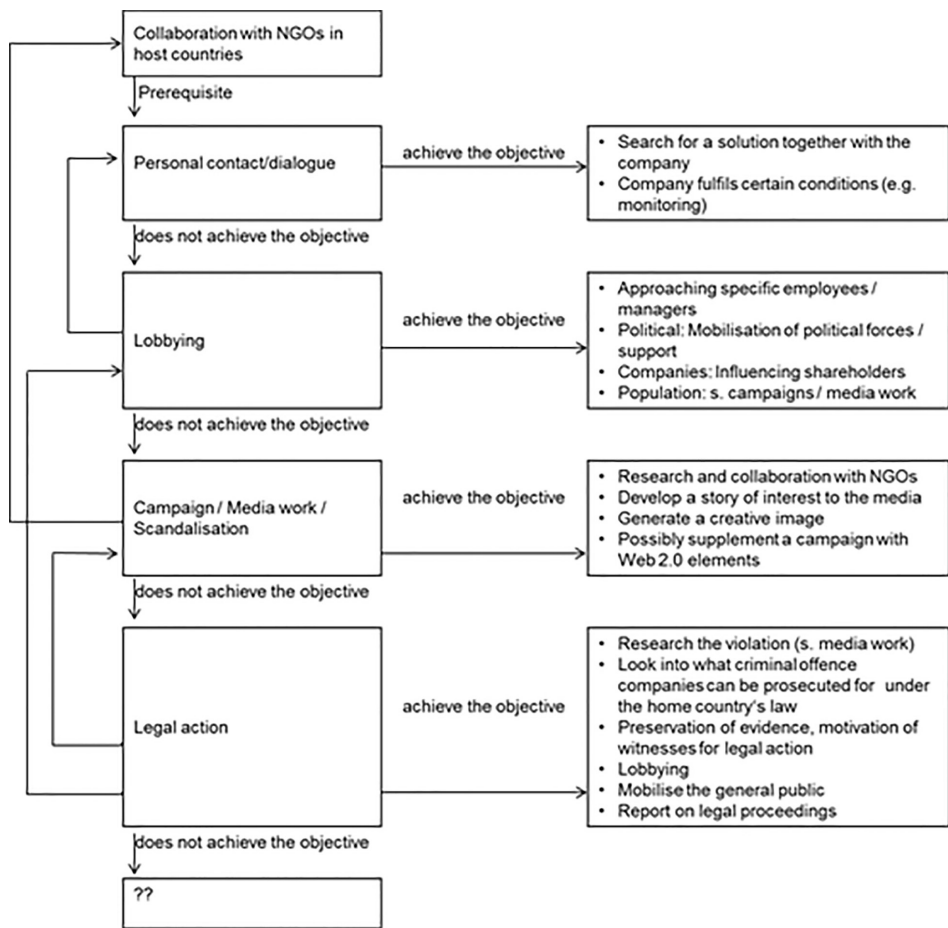 Collaboration with NGOs in
host countries
Prerequisite
Personal contact/dialogue
achieve the objective
• Search for a solution together with the
company
• Company fulfils certain conditions (e.g.
monitoring)
does not achieve the objective
Lobbying
achieve the objective
• Approaching specific employees /
managers
• Political: Mobilisation of political forces /
support
• Companies: Influencing shareholders
• Population: s. campaigns / media work
does not achieve the objective
Campaign / Media work /
Scandalisation
achieve the objective
• Research and collaboration with NGOs
• Develop a story of interest to the media
• Generate a creative image
• Possibly supplement a campaign with
Web 2.0 elements
does not achieve the objective
Legal action
achieve the objective
• Research the violation (s. media work)
• Look into what criminal offence
companies can be prosecuted for under
the home country's law
• Preservation of evidence, motivation of
witnesses for legal action
• Lobbying
• Mobilise the general public
• Report on legal proceedings
does not achieve the objective
??